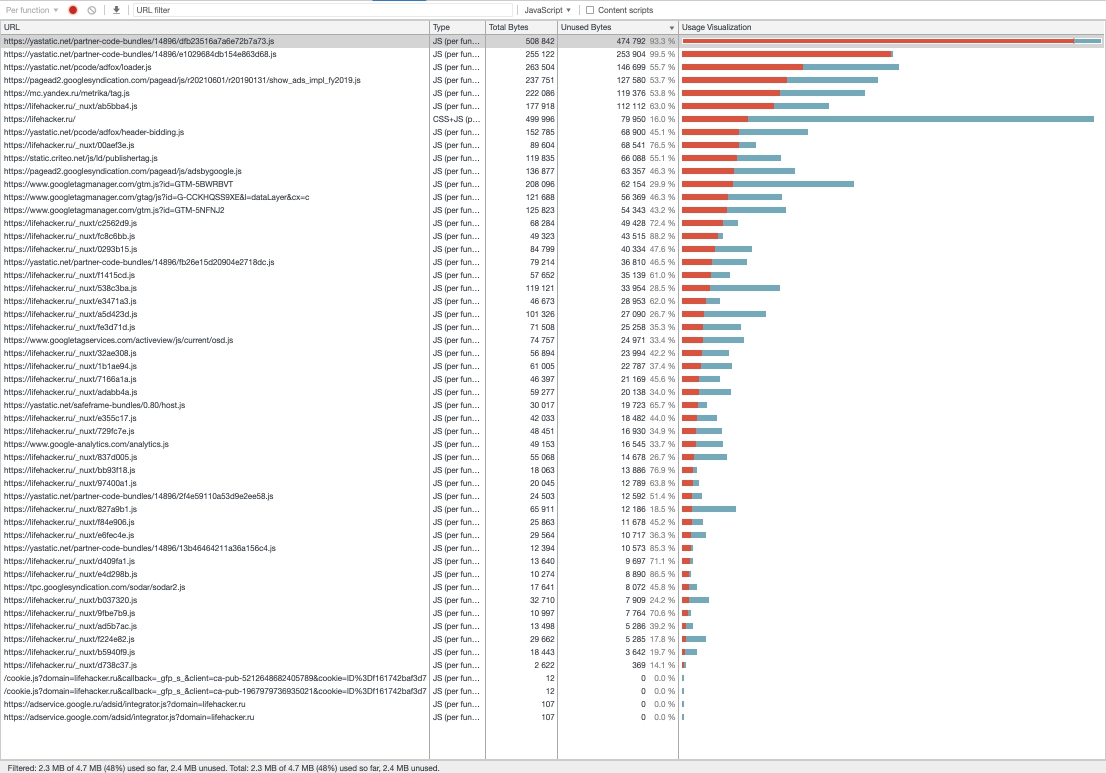 Per function ▼ URL filter JavaScript ▼ Content scripts
URL Type Total Bytes Unused Bytes ▼ Usage Visualization
https://yastatic.net/partner-code-bundles/14896/dfb23516a7a6e72b7a73.js JS (per fun... 508 842 474 792 93.3 %
https://yastatic.net/partner-code-bundles/14896/e1029684db154e863d68.js JS (per fun... 255 122 253 904 99.5 %
https://yastatic.net/pcode/adfox/loader.js JS (per fun... 263 504 146 699 55.7 %
https://pagead2.googlesyndication.com/pagead/js/r20210601/r20190131/show_ads_impl_fy2019.js JS (per fun... 237 751 127 580 53.7 %
https://mc.yandex.ru/metrika/tag.js JS (per fun... 222 086 119 376 53.8 %
https://lifehacker.ru/_nuxt/ab5bba4.js JS (per fun... 177 918 112 112 63.0 %
https://lifehacker.ru/ CSS+JS (p... 499 996 79 950 16.0 %
https://yastatic.net/pcode/adfox/header-bidding.js JS (per fun... 152 785 68 900 45.1 %
https://lifehacker.ru/_nuxt/00aef3e.js JS (per fun... 89 604 68 541 76.5 %
https://static.criteo.net/js/ld/publishertag.js JS (per fun... 119 835 66 088 55.1 %
https://pagead2.googlesyndication.com/pagead/js/adsbygoogle.js JS (per fun... 136 877 63 357 46.3 %
https://www.googletagmanager.com/gtm.js?id=GTM-5BWRBVT JS (per fun... 208 096 62 154 29.9 %
https://www.googletagmanager.com/gtag/js?id=G-CCKHQSS9XE&l=dataLayer&cx=c JS (per fun... 121 688 56 369 46.3 %
https://www.googletagmanager.com/gtm.js?id=GTM-5NFNJ2 JS (per fun... 125 823 54 343 43.2 %
https://lifehacker.ru/_nuxt/c2562d9.js JS (per fun... 68 284 49 428 72.4 %
https://lifehacker.ru/_nuxt/fc8c6bb.js JS (per fun... 49 323 43 515 88.2 %
https://lifehacker.ru/_nuxt/0293b15.js JS (per fun... 84 799 40 334 47.6 %
https://yastatic.net/partner-code-bundles/14896/fb26e15d20904e2718dc.js JS (per fun... 79 214 36 810 46.5 %
https://lifehacker.ru/_nuxt/f1415cd.js JS (per fun... 57 652 35 139 61.0 %
https://lifehacker.ru/_nuxt/538c3ba.js JS (per fun... 119 121 33 954 28.5 %
https://lifehacker.ru/_nuxt/e3471a3.js JS (per fun... 46 673 28 953 62.0 %
https://lifehacker.ru/_nuxt/a5d423d.js JS (per fun... 101 326 27 090 26.7 %
https://lifehacker.ru/_nuxt/fe3d71d.js JS (per fun... 71 508 25 258 35.3 %
https://www.googletagservices.com/activeview/js/current/osd.js JS (per fun... 74 757 24 971 33.4 %
https://lifehacker.ru/_nuxt/32ae308.js JS (per fun... 56 894 23 994 42.2 %
https://lifehacker.ru/_nuxt/1b1ae94.js JS (per fun... 61 005 22 787 37.4 %
https://lifehacker.ru/_nuxt/7166a1a.js JS (per fun... 46 397 21 169 45.6 %
https://lifehacker.ru/_nuxt/adabb4a.js JS (per fun... 59 277 20 138 34.0 %
https://yastatic.net/safeframe-bundles/0.80/host.js JS (per fun... 30 017 19 723 65.7 %
https://lifehacker.ru/_nuxt/e355c17.js JS (per fun... 42 033 18 482 44.0 %
https://lifehacker.ru/_nuxt/729fc7e.js JS (per fun... 48 451 16 930 34.9 %
https://www.google-analytics.com/analytics.js JS (per fun... 49 153 16 545 33.7 %
https://lifehacker.ru/_nuxt/837d005.js JS (per fun... 55 068 14 678 26.7 %
https://lifehacker.ru/_nuxt/bb93f18.js JS (per fun... 18 063 13 886 76.9 %
https://lifehacker.ru/_nuxt/97400a1.js JS (per fun... 20 045 12 789 63.8 %
https://yastatic.net/partner-code-bundles/14896/2f4e59110a53d9e2ee58.js JS (per fun... 24 503 12 592 51.4 %
https://lifehacker.ru/_nuxt/827a9b1.js JS (per fun... 65 911 12 186 18.5 %
https://lifehacker.ru/_nuxt/f84e906.js JS (per fun... 25 863 11 678 45.2 %
https://lifehacker.ru/_nuxt/e6fec4e.js JS (per fun... 29 564 10 717 36.3 %
https://yastatic.net/partner-code-bundles/14896/13b46464211a36a156c4.js JS (per fun... 12 394 10 573 85.3 %
https://lifehacker.ru/_nuxt/d409fa1.js JS (per fun... 13 640 9 697 71.1 %
https://lifehacker.ru/_nuxt/e4d298b.js JS (per fun... 10 274 8 890 86.5 %
https://tpc.googlesyndication.com/sodar/sodar2.js JS (per fun... 17 641 8 072 45.8 %
https://lifehacker.ru/_nuxt/b037320.js JS (per fun... 32 710 7 909 24.2 %
https://lifehacker.ru/_nuxt/9fbe7b9.js JS (per fun... 10 997 7 764 70.6 %
https://lifehacker.ru/_nuxt/ad5b7ac.js JS (per fun... 13 498 5 286 39.2 %
https://lifehacker.ru/_nuxt/f224e82.js JS (per fun... 29 662 5 285 17.8 %
https://lifehacker.ru/_nuxt/b5940f9.js JS (per fun... 18 443 3 642 19.7 %
https://lifehacker.ru/_nuxt/d738c37.js JS (per fun... 2 622 369 14.1 %
/cookie.js?domain=lifehacker.ru&callback=_gfp_s_&client=ca-pub-5212648682405789&cookie=ID%3Df161742baf3d7 JS (per fun... 12 0 0.0 %
/cookie.js?domain=lifehacker.ru&callback=_gfp_s_&client=ca-pub-1967979736935021&cookie=ID%3Df161742baf3d7 JS (per fun... 12 0 0.0 %
https://adservice.google.ru/adsid/integrator.js?domain=lifehacker.ru JS (per fun... 107 0 0.0 %
https://adservice.google.com/adsid/integrator.js?domain=lifehacker.ru JS (per fun... 107 0 0.0 %
Filtered: 2.3 MB of 4.7 MB (48%) used so far, 2.4 MB unused. Total: 2.3 MB of 4.7 MB (48%) used so far, 2.4 MB unused.